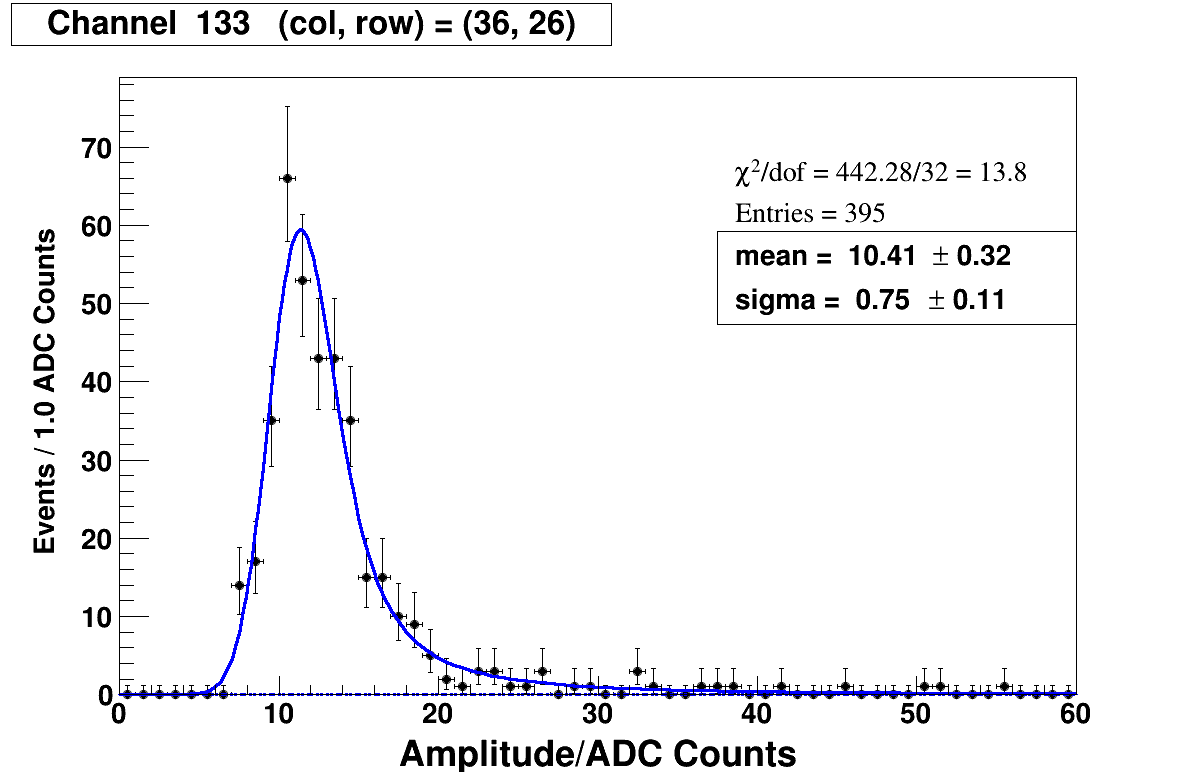 Channel 133 (col, row) = (36, 26)
χ²/dof = 442.28/32 = 13.8
Entries = 395
mean = 10.41 ± 0.32
sigma = 0.75 ± 0.11
Events / 1.0 ADC Counts
70
60
50
40
30
20
10
0
0 10 20 30 40 50 60
Amplitude/ADC Counts